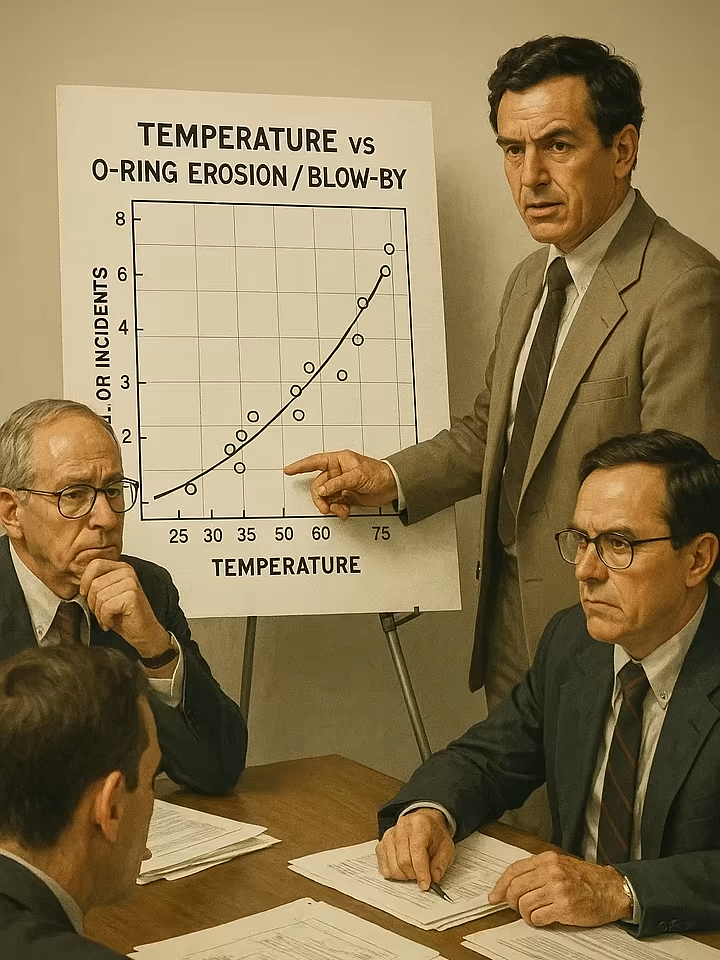 TEMPERATURE VS
O-RING EROSION / BLOW-BY
8
6
4
3
2
OR INCIDENTS
25 30 35 50 60 75
TEMPERATURE